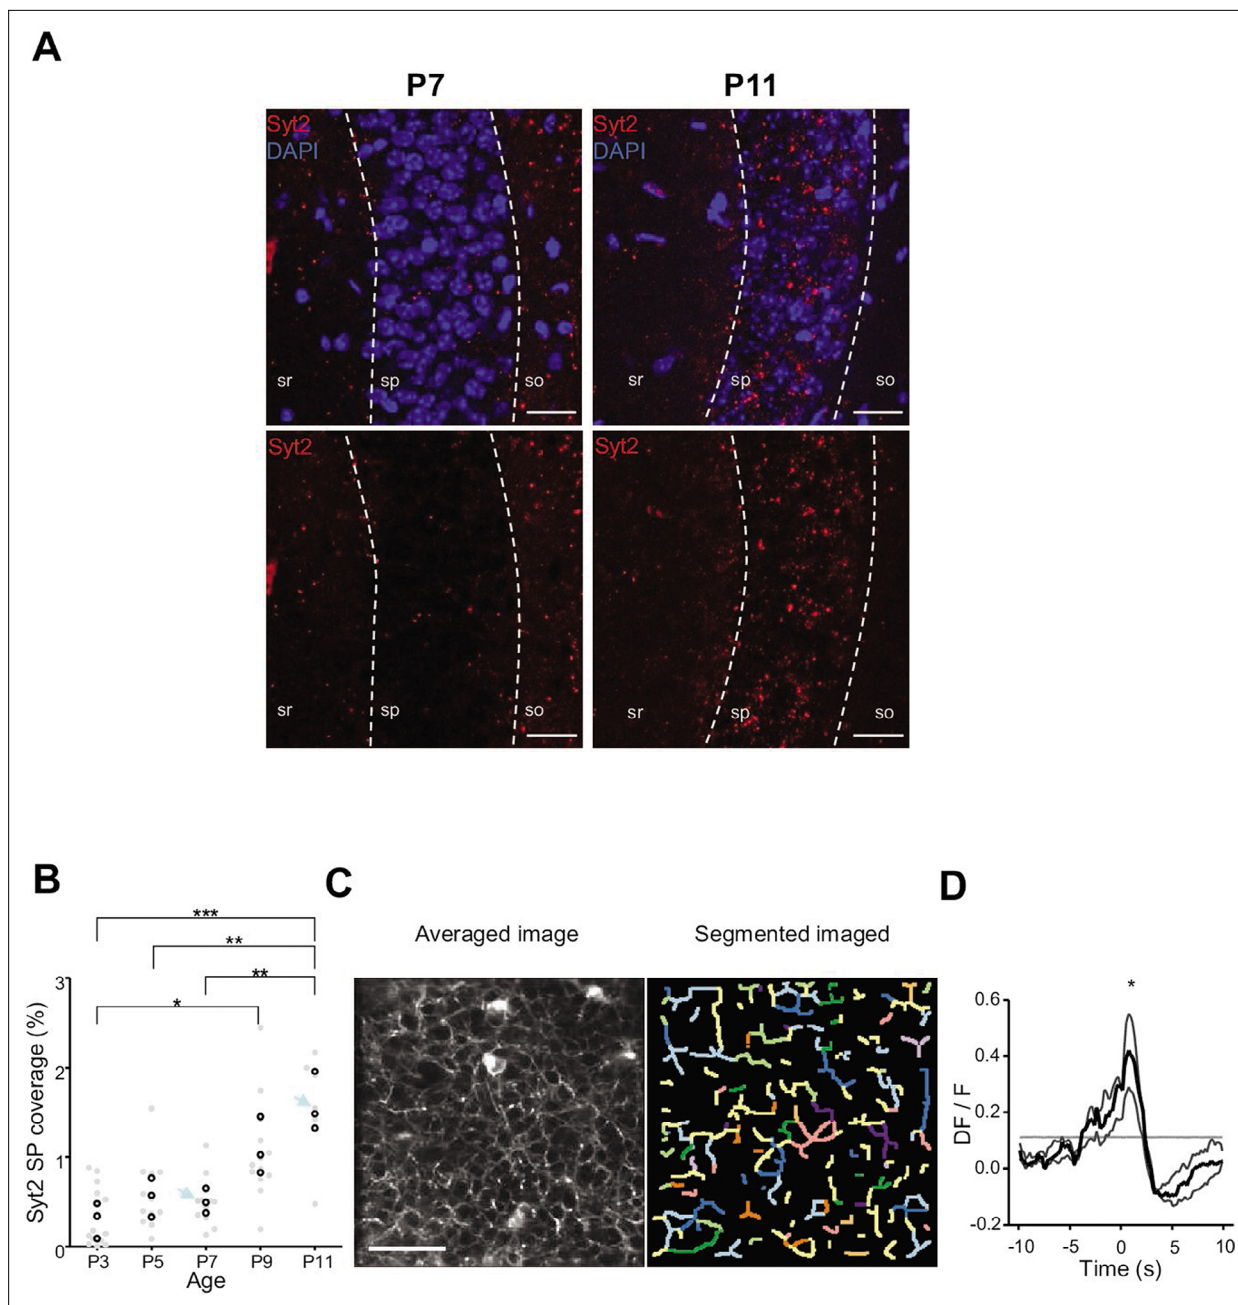 A
P7 P11
Syt2 Syt2
DAPI DAPI
sr sp so sr sp so
Syt2 Syt2
sr sp so sr sp so
B
***
**
**
*
Syt2 SP coverage (%)
3
2
1
0
P3 P5 P7 P9 P11
Age
C
Averaged image Segmented imaged
D
*
DF / F
0.6
0.4
0.2
0.0
-0.2
-10 -5 0 5 10
Time (s)